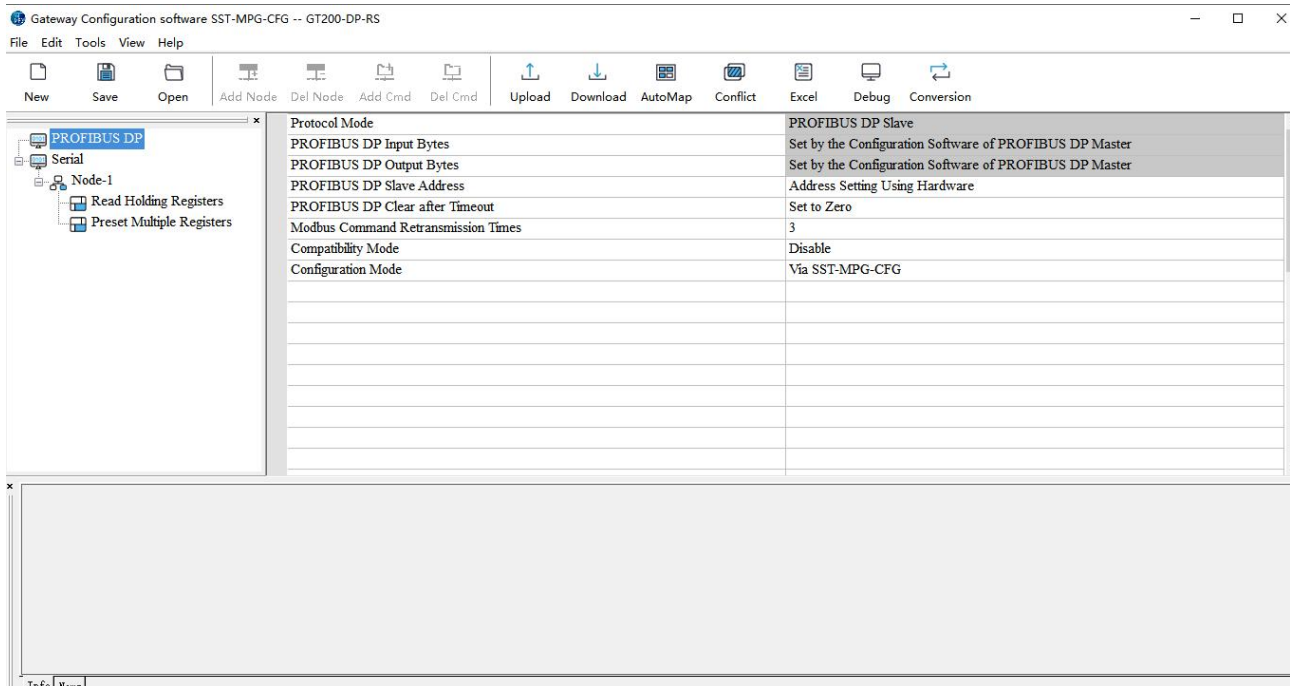 Gateway Configuration software SST-MPG-CFG -- GT200-DP-RS
File Edit Tools View Help
New Save Open Add Node Del Node Add Cmd Del Cmd Upload Download AutoMap Conflict Excel Debug Conversion
PROFIBUS DP
Serial
Node-1
Read Holding Registers
Preset Multiple Registers
Protocol Mode PROFIBUS DP Slave
PROFIBUS DP Input Bytes Set by the Configuration Software of PROFIBUS DP Master
PROFIBUS DP Output Bytes Set by the Configuration Software of PROFIBUS DP Master
PROFIBUS DP Slave Address Address Setting Using Hardware
PROFIBUS DP Clear after Timeout Set to Zero
Modbus Command Retransmission Times 3
Compatibility Mode Disable
Configuration Mode Via SST-MPG-CFG